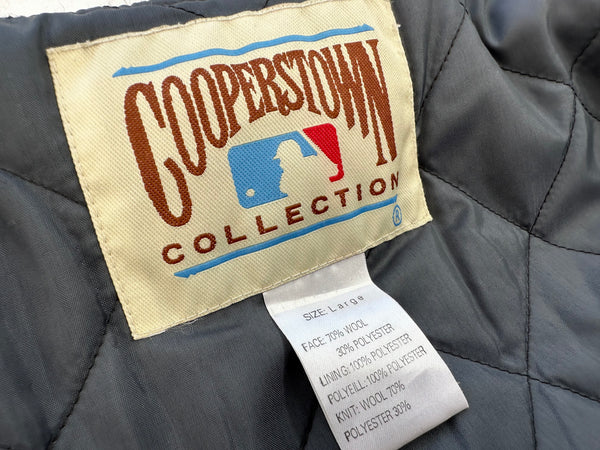 COOPERSTOWN
COLLECTION
®
SIZE: Large
FACE 70% WOOL
30% POLYESTER
LINING: 100% POLYESTER
POLYEILL: 100% POLYESTER
KNIT: WOOL 70%
POLYESTER 30%